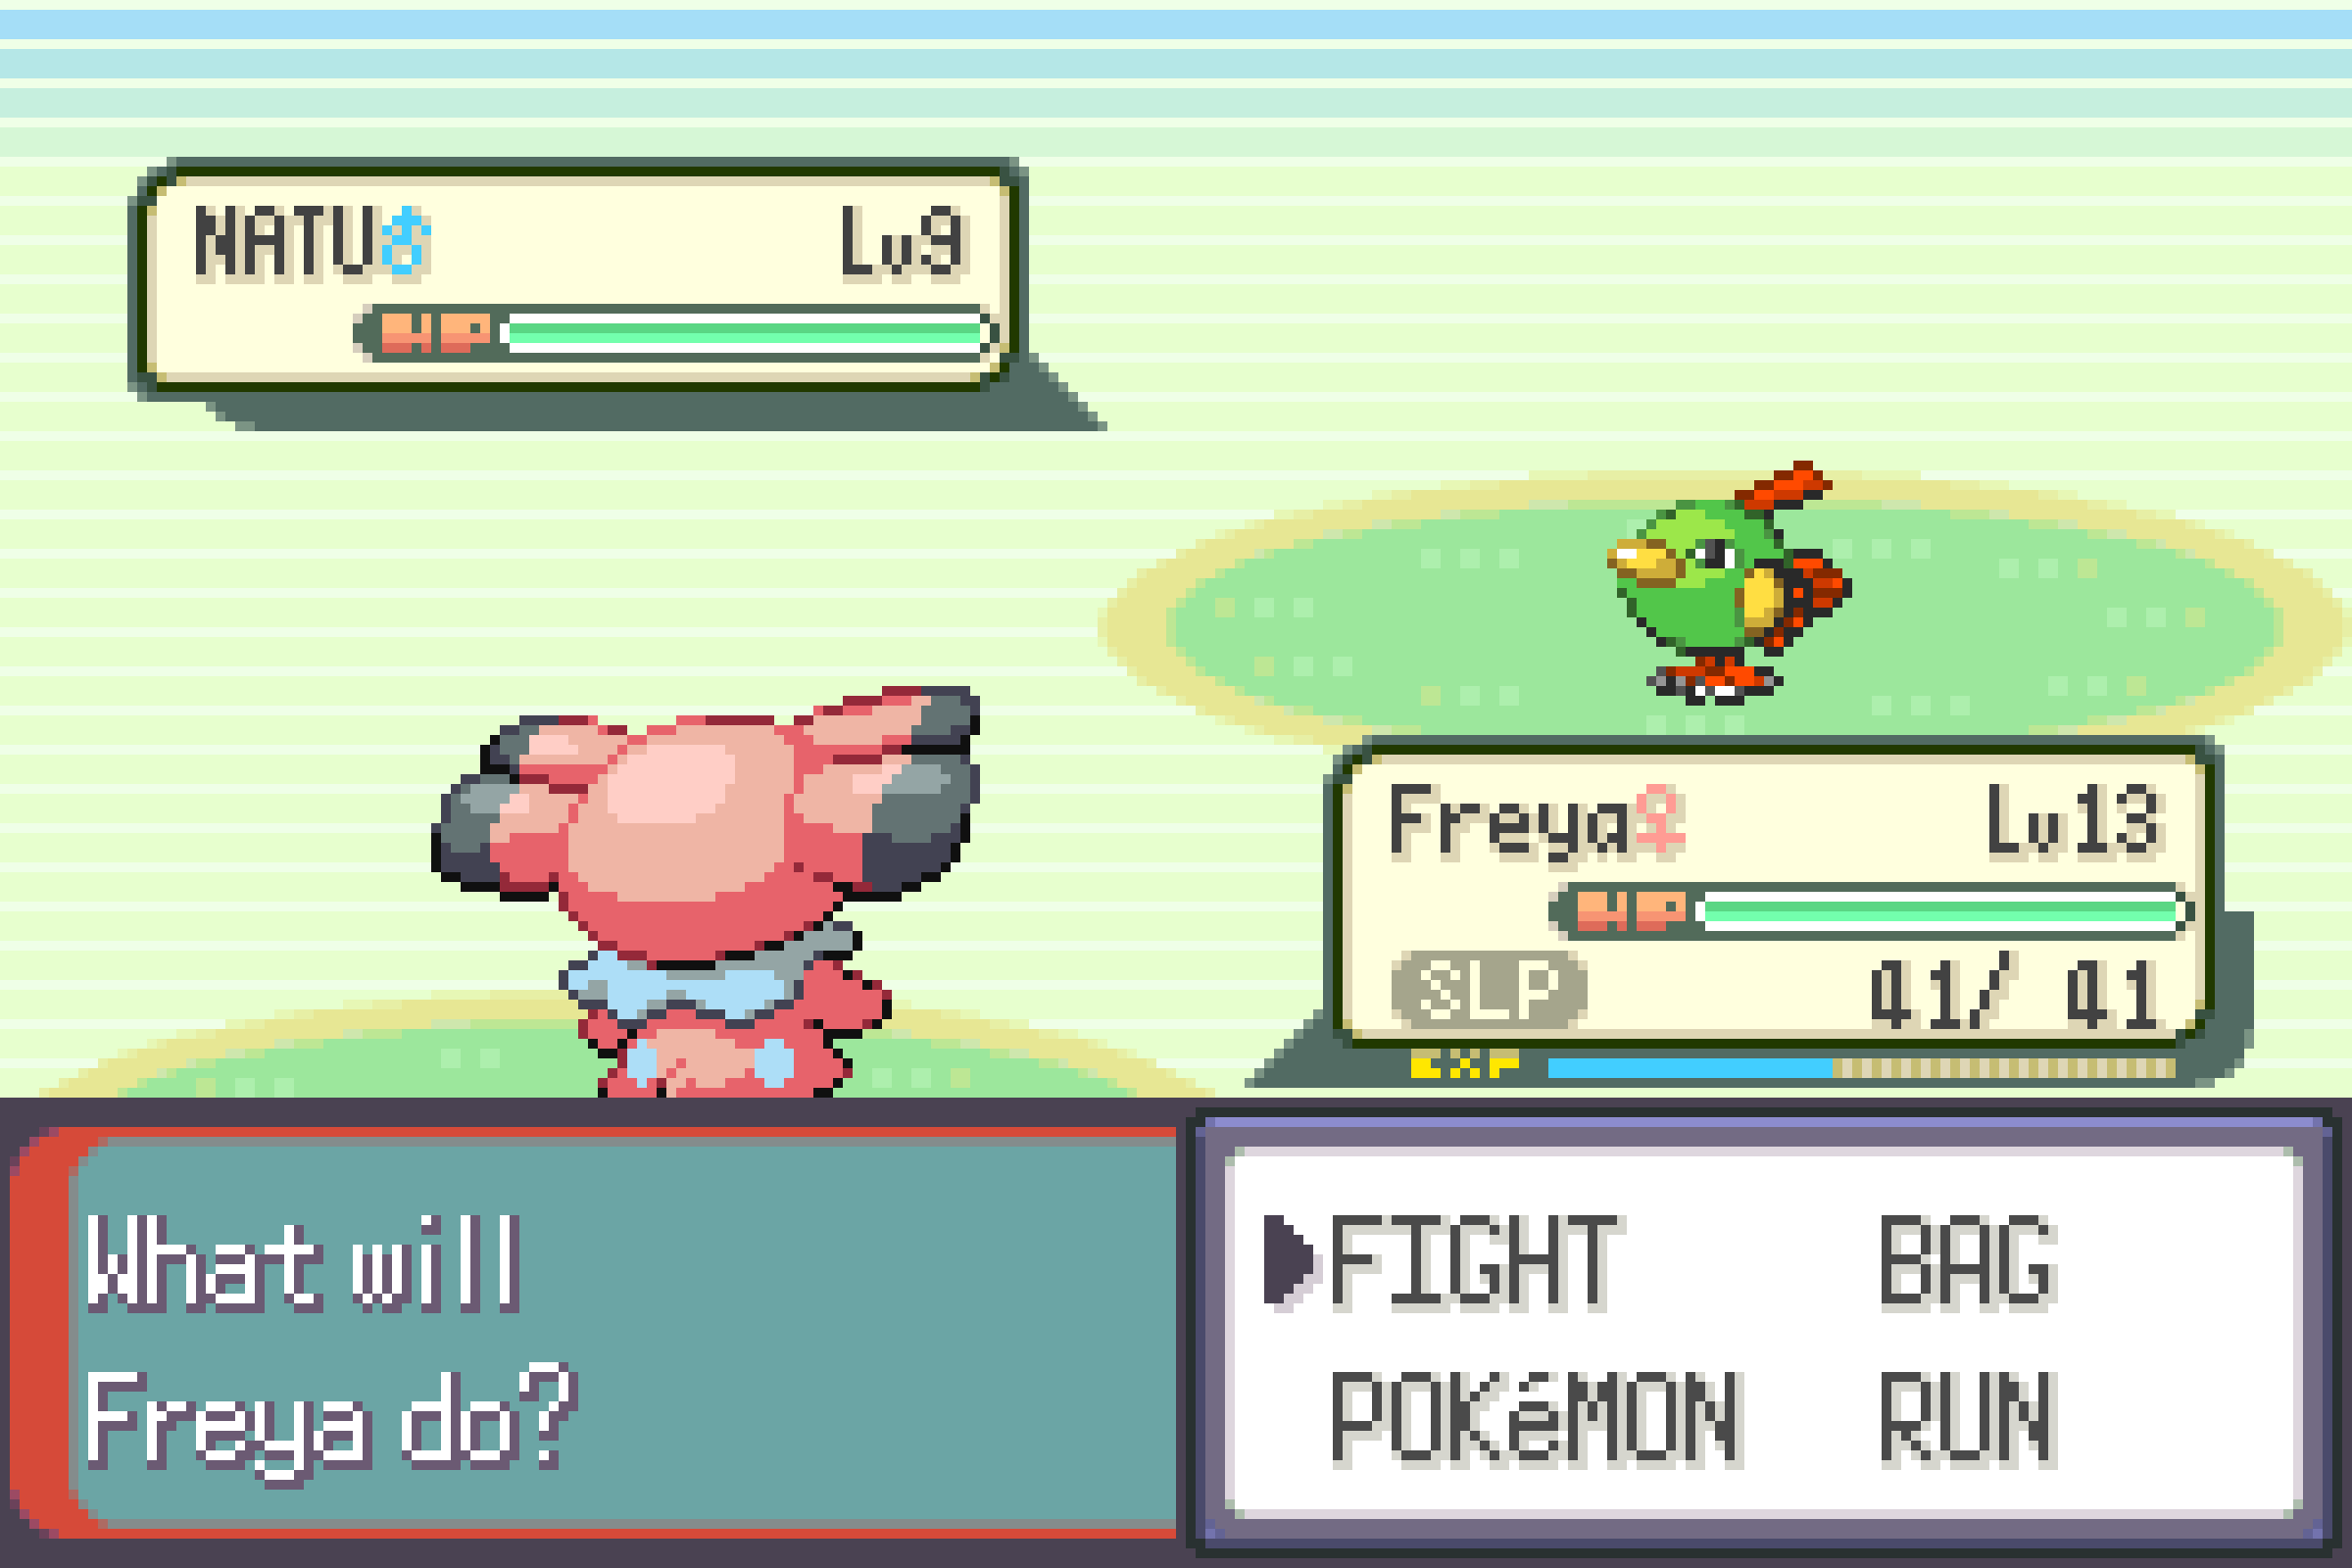 NATU♂ Lv9
HP
Freya♀ Lv13
HP
SLP 41/ 41
EXP
What will
Freya do?
FIGHT BAG
POKéMON RUN